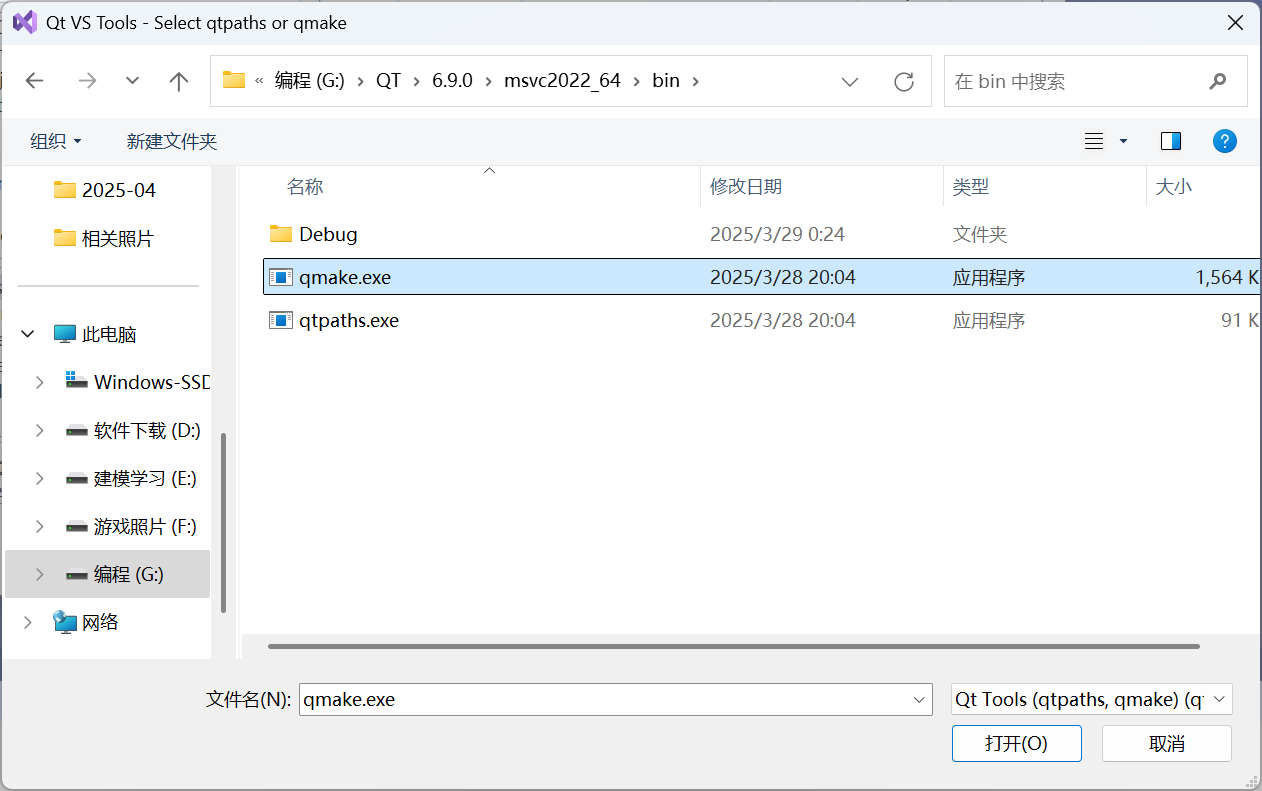 Qt VS Tools - Select qtpaths or qmake
« 编程 (G:) › QT › 6.9.0 › msvc2022_64 › bin ›
在 bin 中搜索
组织
新建文件夹
名称 修改日期 类型 大小
2025-04
相关照片
此电脑
Windows-SSD
软件下载 (D:)
建模学习 (E:)
游戏照片 (F:)
编程 (G:)
网络
Debug 2025/3/29 0:24 文件夹
qmake.exe 2025/3/28 20:04 应用程序 1,564 K
qtpaths.exe 2025/3/28 20:04 应用程序 91 K
文件名(N): qmake.exe
Qt Tools (qtpaths, qmake) (q
打开(O)
取消